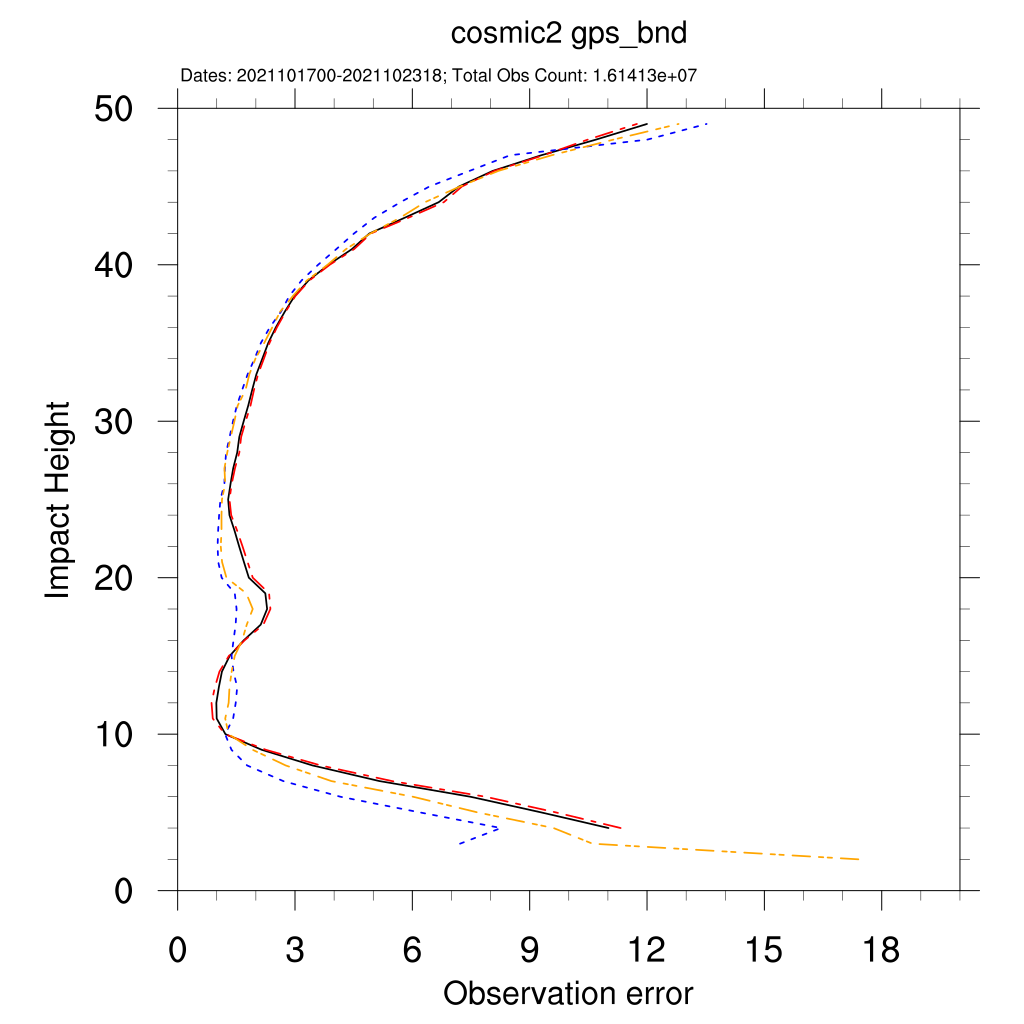 cosmic2 gps_bnd
Dates: 2021101700-2021102318; Total Obs Count: 1.61413e+07
50
40
30
20
10
0
Impact Height
0 3 6 9 12 15 18
Observation error